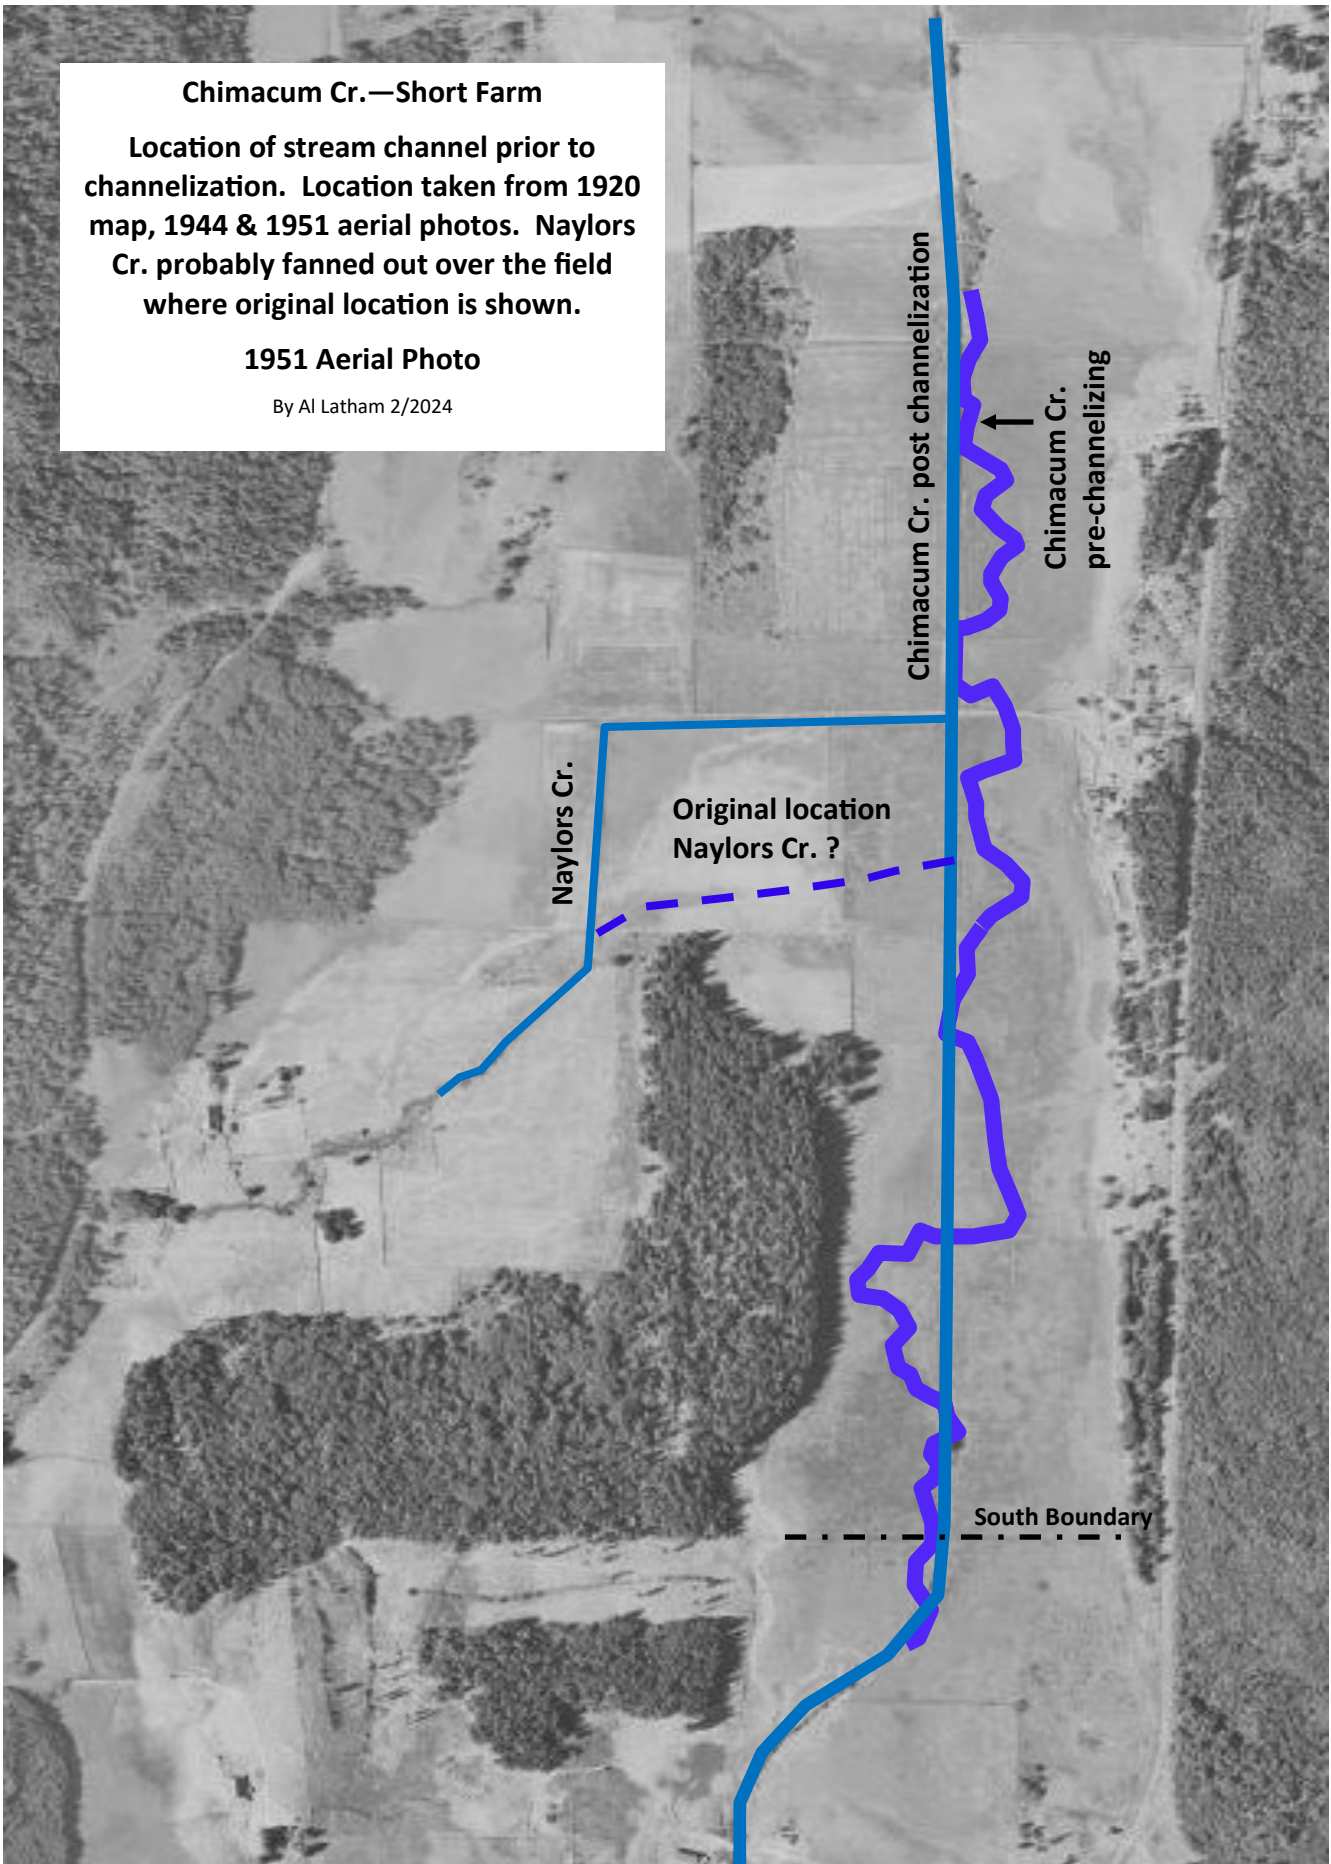 Chimacum Cr.—Short Farm
Location of stream channel prior to
channelization. Location taken from 1920
map, 1944 & 1951 aerial photos. Naylors
Cr. probably fanned out over the field
where original location is shown.
1951 Aerial Photo
By Al Latham 2/2024
Chimacum Cr. post channelization
Chimacum Cr.
pre-channelizing
Naylors Cr.
Original location
Naylors Cr. ?
South Boundary